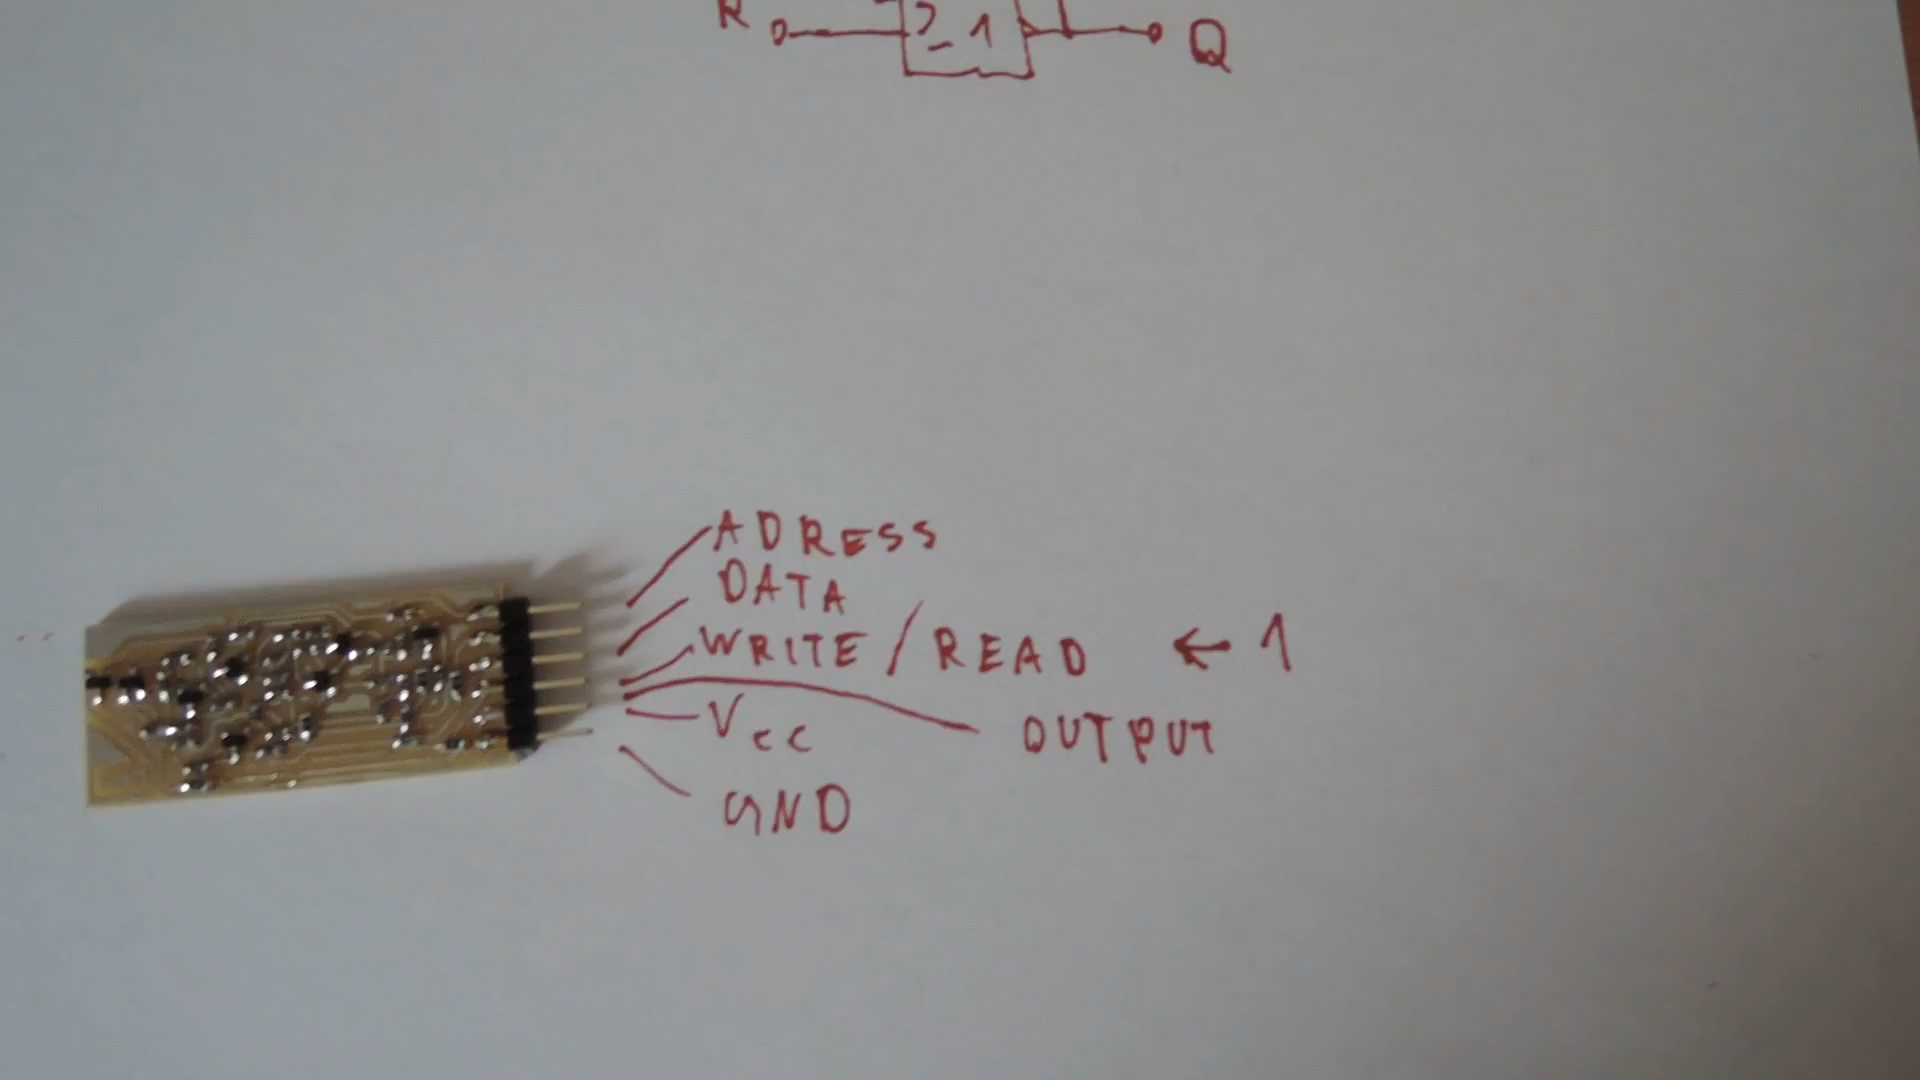 R ≥1 Q
ADRESS
DATA
WRITE / READ ← 1
OUTPUT
Vcc
GND